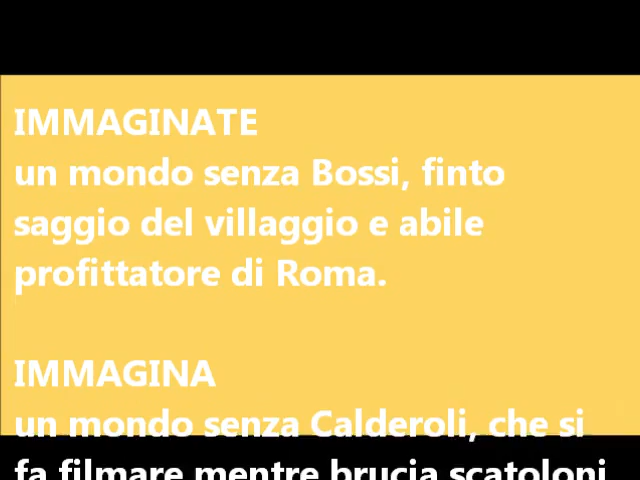 IMMAGINATE
un mondo senza Bossi, finto
saggio del villaggio e abile
profittatore di Roma.
IMMAGINA
un mondo senza Calderoli, che si
fa filmare mentre brucia scatoloni